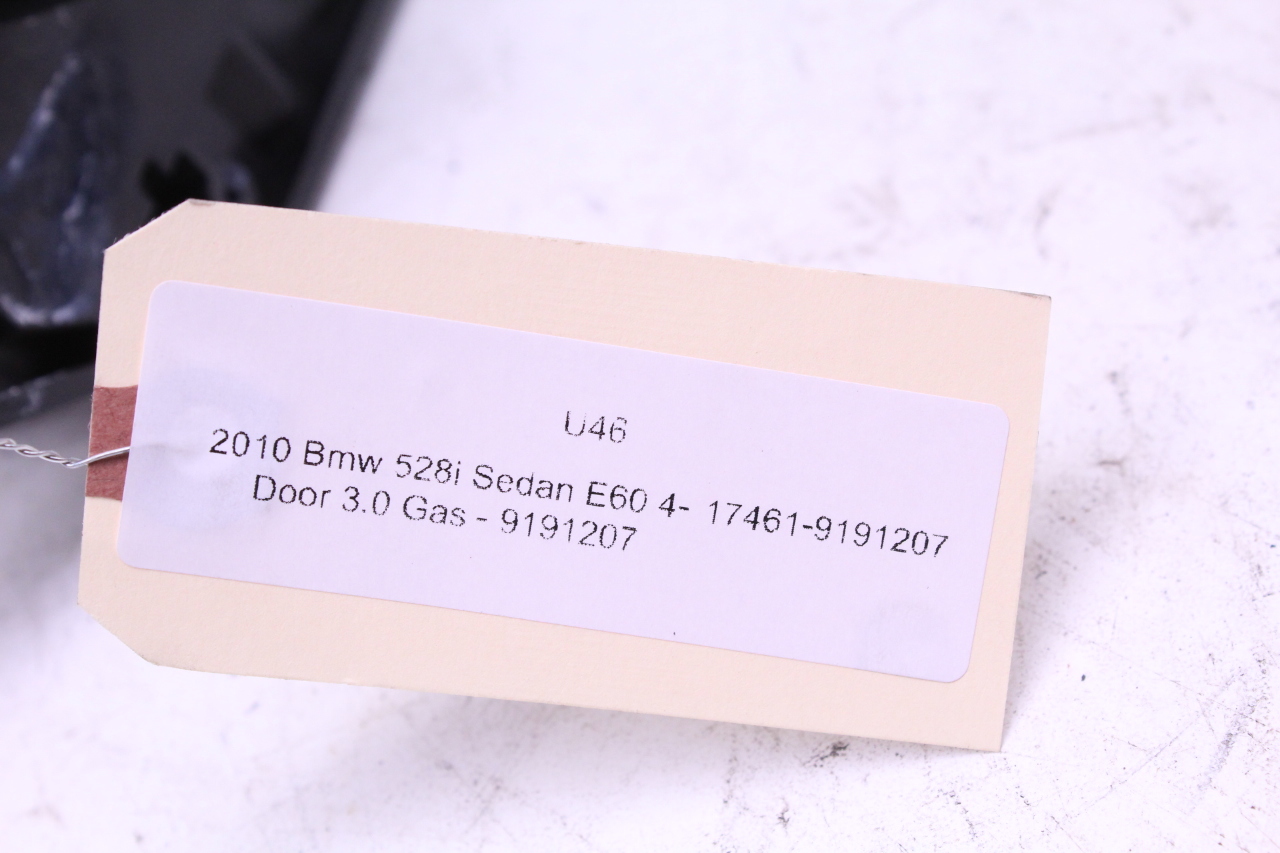 U46
2010 Bmw 528i Sedan E60 4- 17461-9191207
Door 3.0 Gas - 9191207